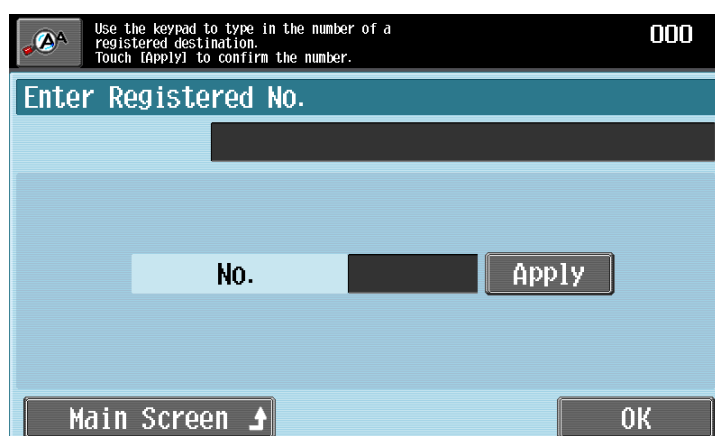 AA
Use the keypad to type in the number of a
registered destination.
Touch [Apply] to confirm the number.
000
Enter Registered No.
No.
Apply
Main Screen
OK